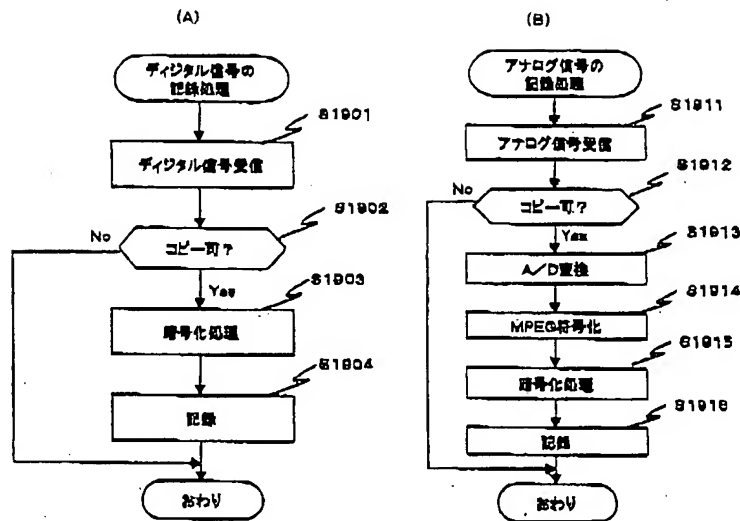 (A)
ディジタル信号の
記録処理
S1901
ディジタル信号受信
S1902
No
コピー可?
Yes
S1903
暗号化処理
S1904
記録
おわり
(B)
アナログ信号の
記録処理
S1911
アナログ信号受信
S1912
No
コピー可?
Yes
S1913
A/D変換
S1914
MPEG符号化
S1915
暗号化処理
S1916
記録
おわり